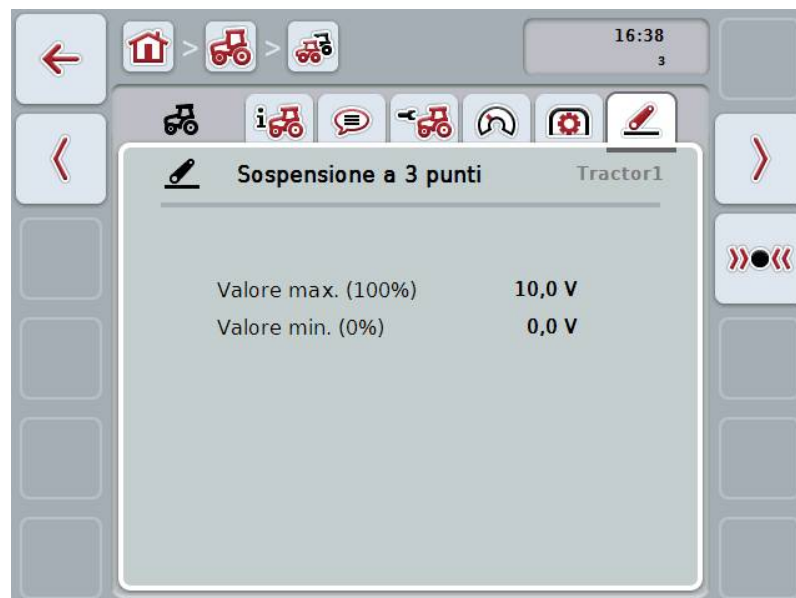 > >
16:38
3
Sospensione a 3 punti Tractor1
Valore max. (100%) 10,0 V
Valore min. (0%) 0,0 V